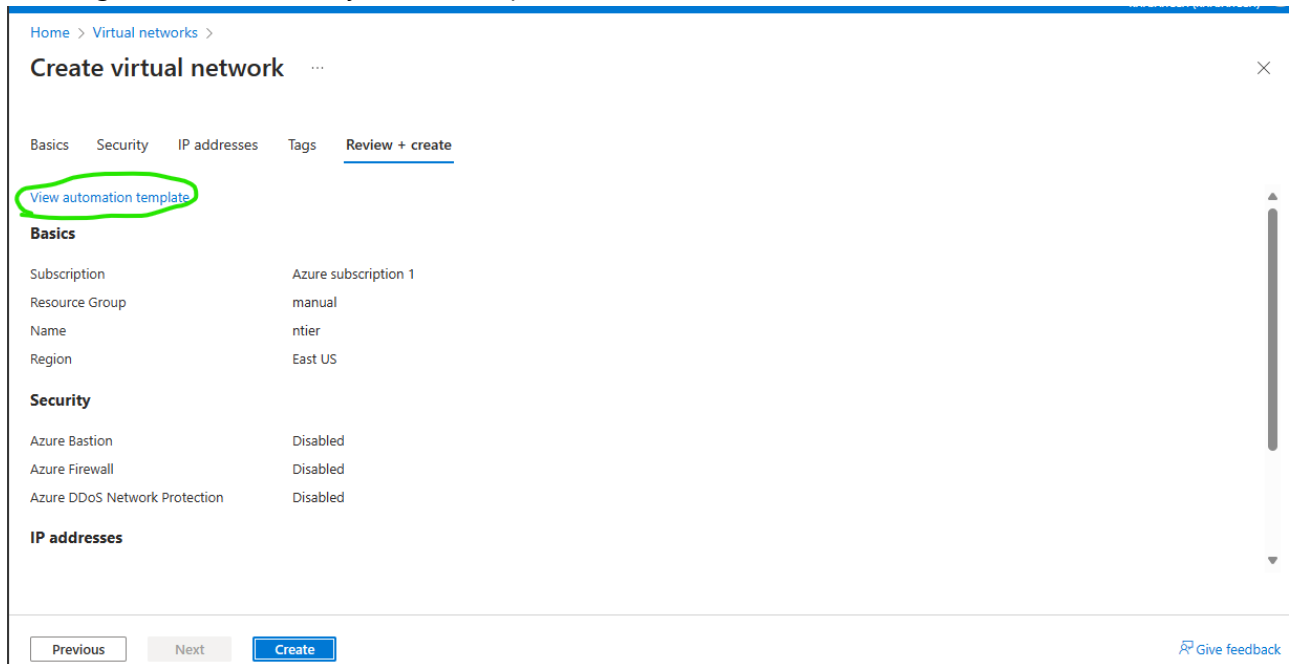 Home > Virtual networks >
Create virtual network ...
Basics Security IP addresses Tags Review + create
View automation template
Basics
Subscription Azure subscription 1
Resource Group manual
Name ntier
Region East US
Security
Azure Bastion Disabled
Azure Firewall Disabled
Azure DDoS Network Protection Disabled
IP addresses
Previous Next Create Give feedback